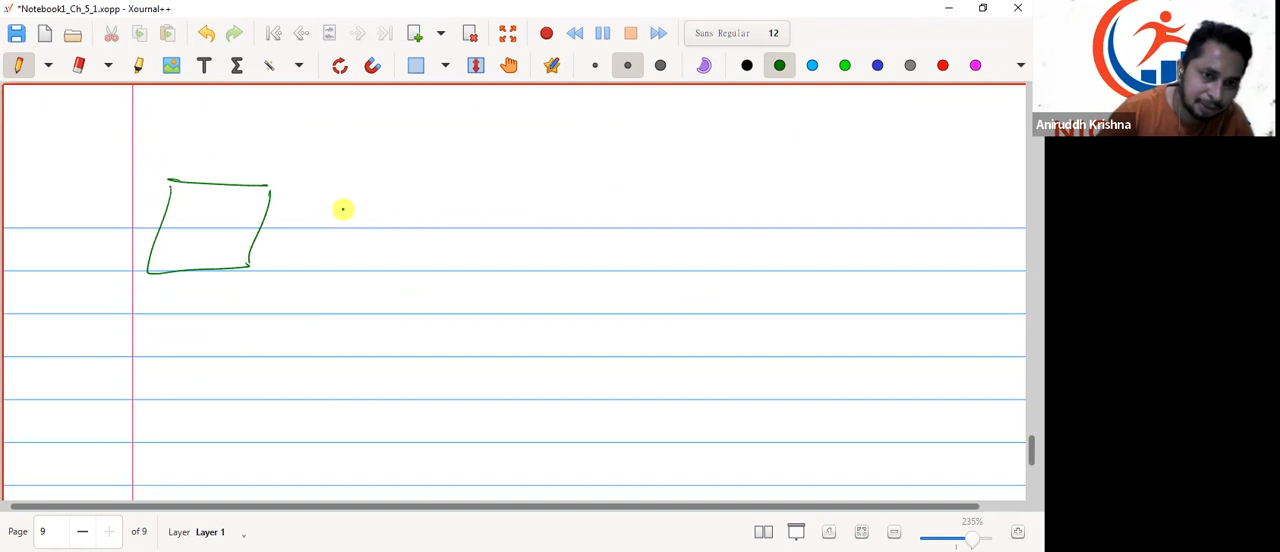 *Notebook1_Ch_5_1.xopp - Xournal++
Sans Regular 12
Aniruddh Krishna
Page 9 of 9 Layer Layer 1
235%